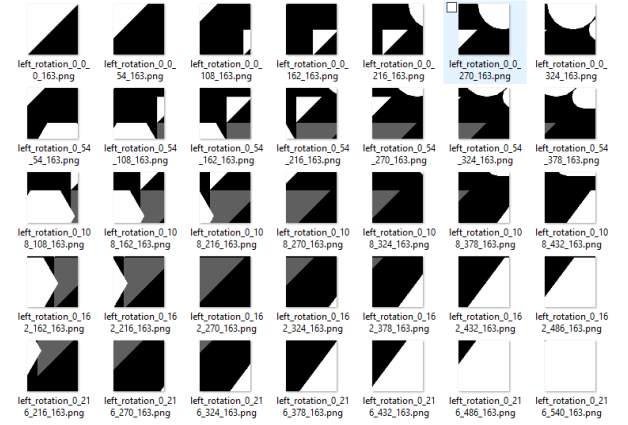 left_rotation_0_0_ left_rotation_0_0_ left_rotation_0_0_ left_rotation_0_0_ left_rotation_0_0_ left_rotation_0_0_ left_rotation_0_0_
0_163.png 54_163.png 108_163.png 162_163.png 216_163.png 270_163.png 324_163.png
left_rotation_0_54 left_rotation_0_54 left_rotation_0_54 left_rotation_0_54 left_rotation_0_54 left_rotation_0_54 left_rotation_0_54
_54_163.png _108_163.png _162_163.png _216_163.png _270_163.png _324_163.png _378_163.png
left_rotation_0_10 left_rotation_0_10 left_rotation_0_10 left_rotation_0_10 left_rotation_0_10 left_rotation_0_10 left_rotation_0_10
8_108_163.png 8_162_163.png 8_216_163.png 8_270_163.png 8_324_163.png 8_378_163.png 8_432_163.png
left_rotation_0_16 left_rotation_0_16 left_rotation_0_16 left_rotation_0_16 left_rotation_0_16 left_rotation_0_16 left_rotation_0_16
2_162_163.png 2_216_163.png 2_270_163.png 2_324_163.png 2_378_163.png 2_432_163.png 2_486_163.png
left_rotation_0_21 left_rotation_0_21 left_rotation_0_21 left_rotation_0_21 left_rotation_0_21 left_rotation_0_21 left_rotation_0_21
6_216_163.png 6_270_163.png 6_324_163.png 6_378_163.png 6_432_163.png 6_486_163.png 6_540_163.png